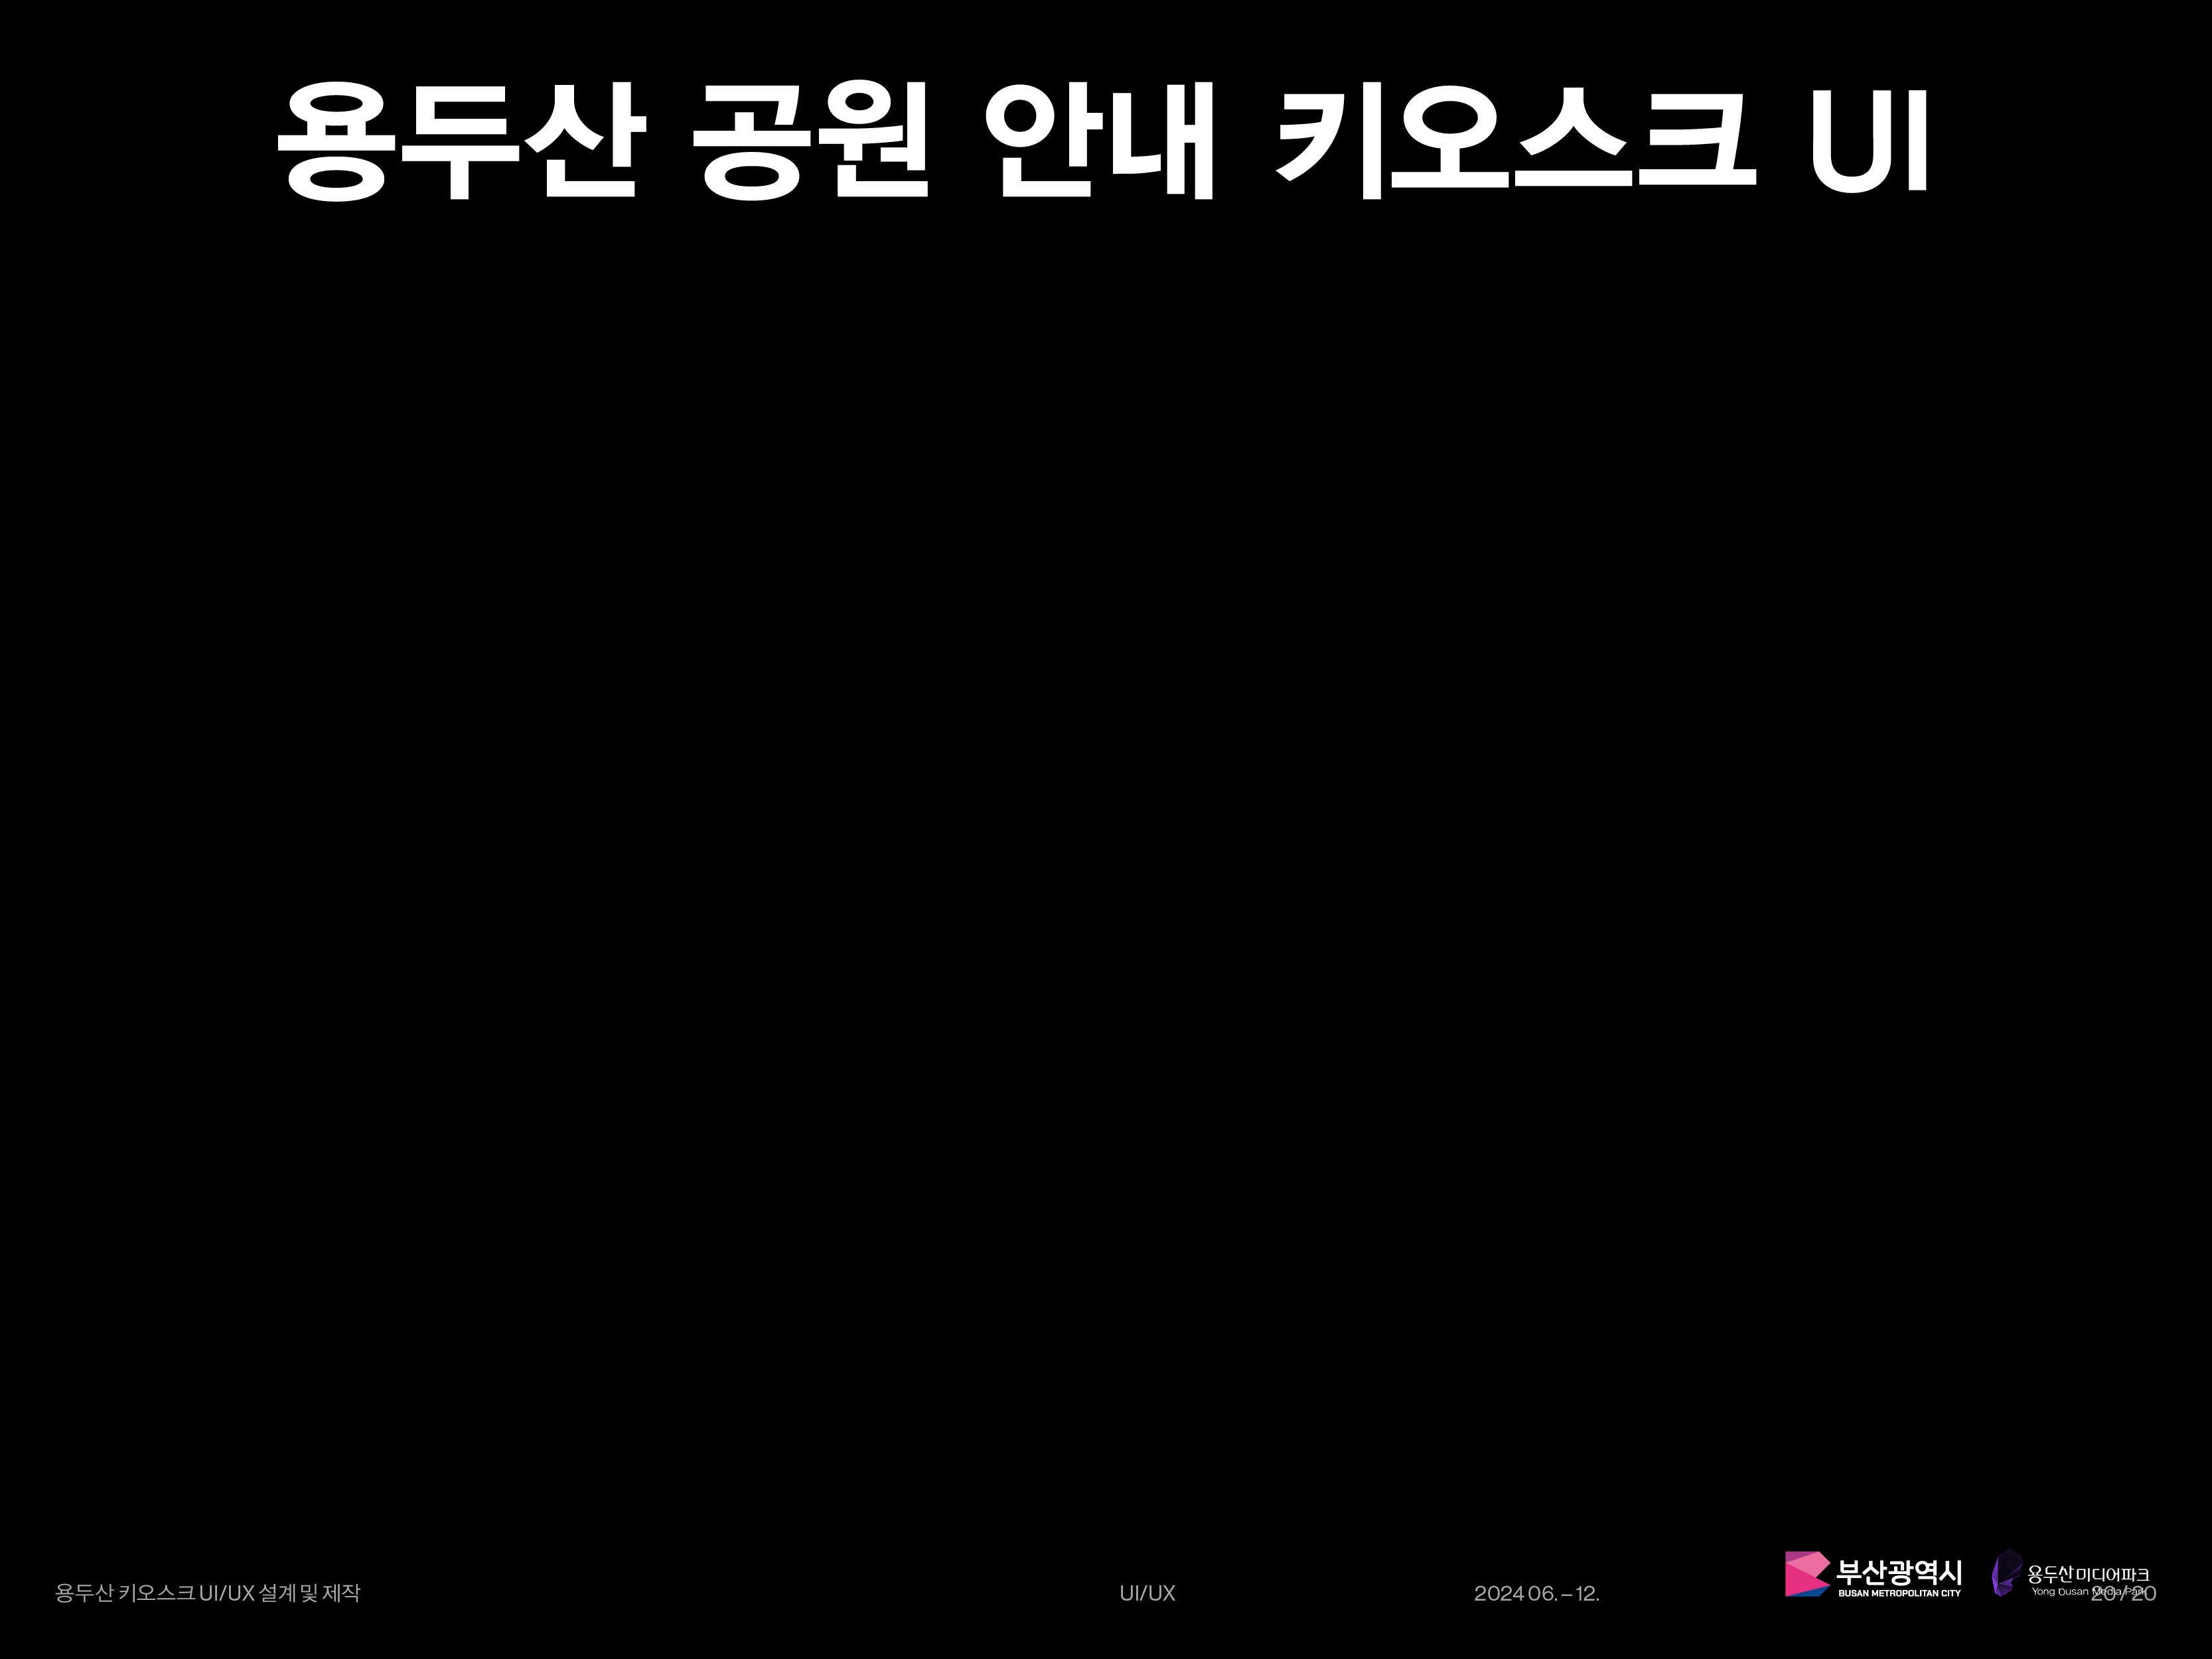 용두산 공원 안내 키오스크 UI
용두산 키오스크 UI/UX 설계 및 제작
UI/UX
2024 06. – 12.
부산광역시
BUSAN METROPOLITAN CITY
용두산미디어파크
Yong Dusan Media Park
20/20